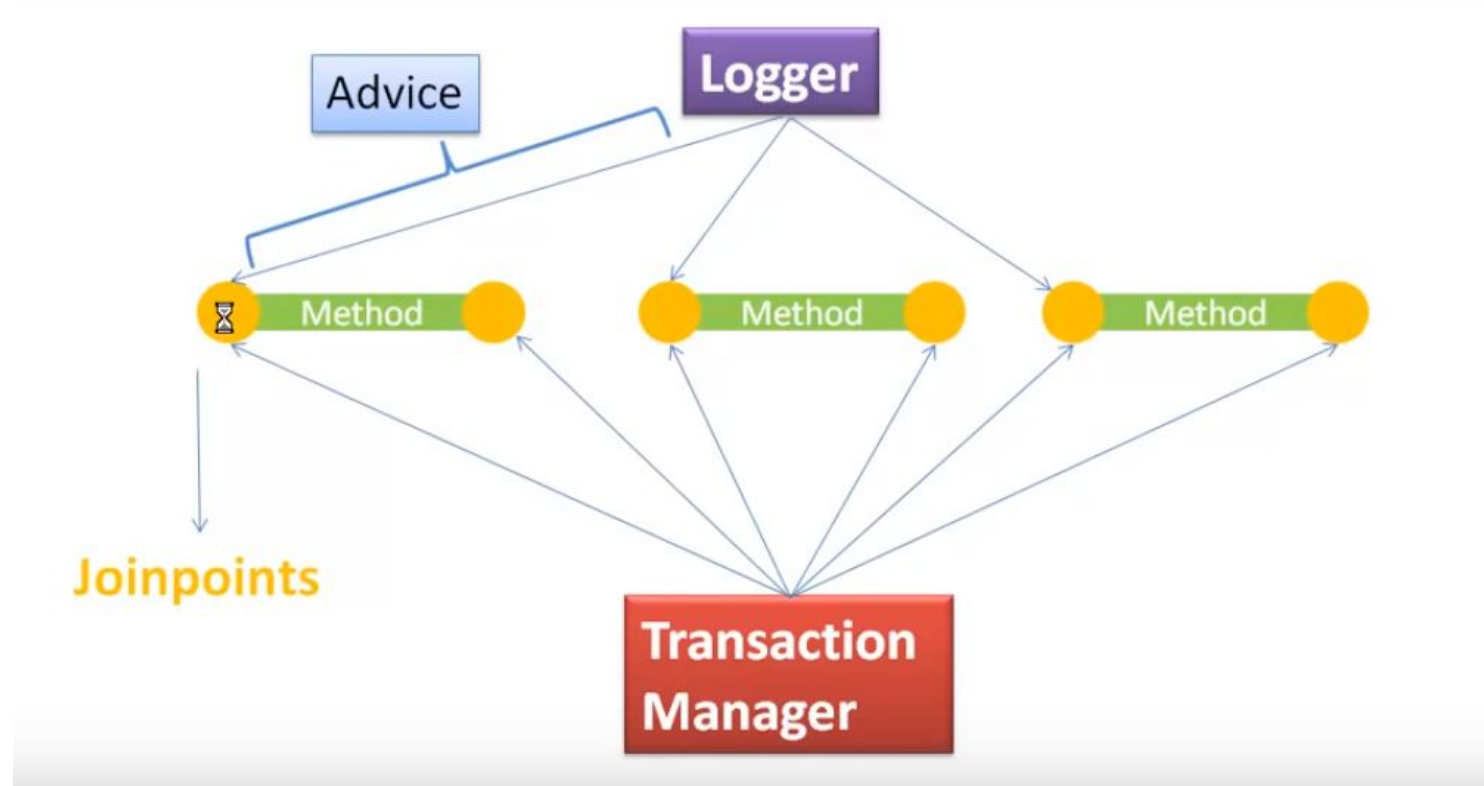 Advice
Logger
Method
Method
Method
Joinpoints
Transaction
Manager